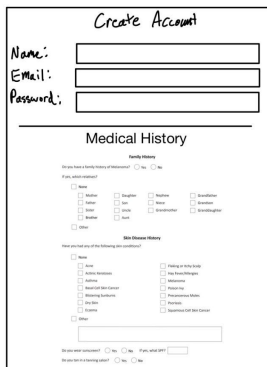 Create Account
Name:
Email:
Password:
Medical History
Family History
Do you have a family history of Melanoma? Yes No
If yes, which relatives?
None
Mother Daughter Nephew Grandfather
Father Son Niece Grandson
Sister Uncle Grandmother Granddaughter
Brother Aunt
Other
Skin Disease History
Have you had any of the following skin conditions?
None
Acne Flaking or Itchy Scalp
Actinic Keratoses Hay Fever/Allergies
Asthma Melanoma
Basal Cell Skin Cancer Poison Ivy
Blistering Sunburns Precancerous Moles
Dry Skin Psoriasis
Eczema Squamous Cell Skin Cancer
Other
Do you wear sunscreen? Yes No If yes, what SPF?
Do you tan in a tanning salon? Yes No